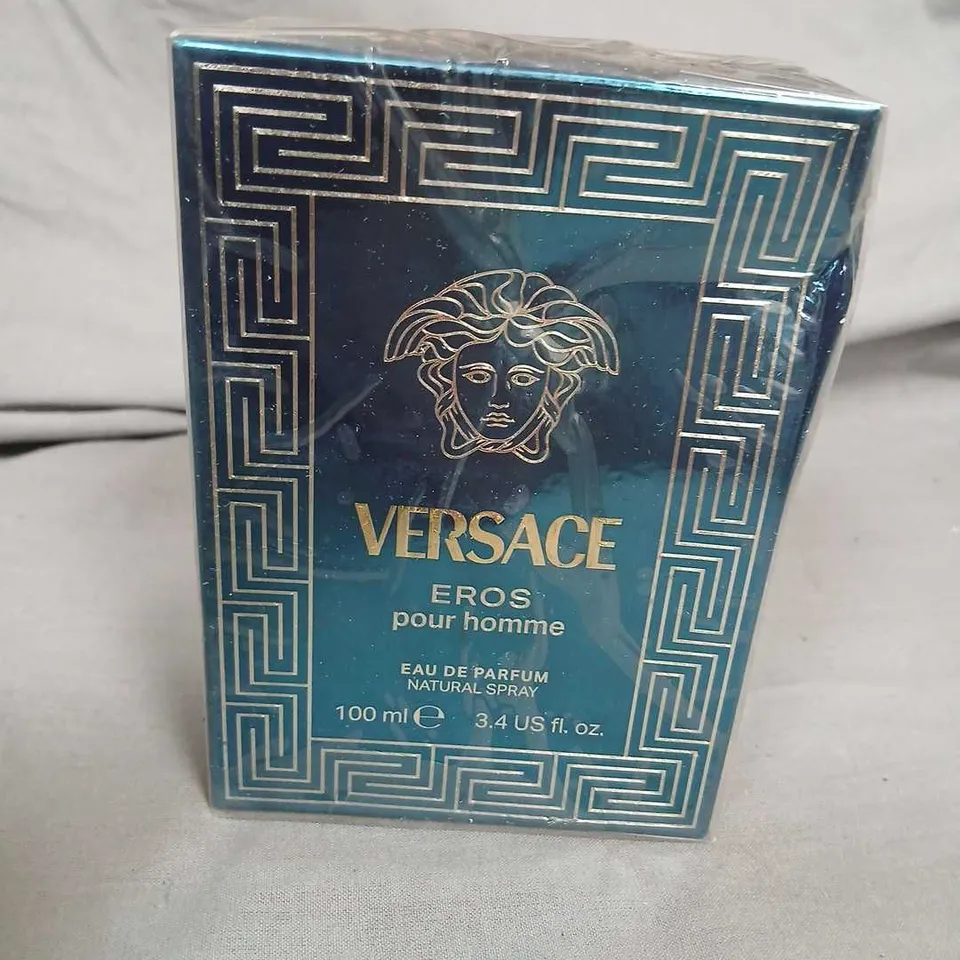 VERSACE
EROS
pour homme
EAU DE PARFUM
NATURAL SPRAY
100 ml ℮ 3.4 US fl. oz.